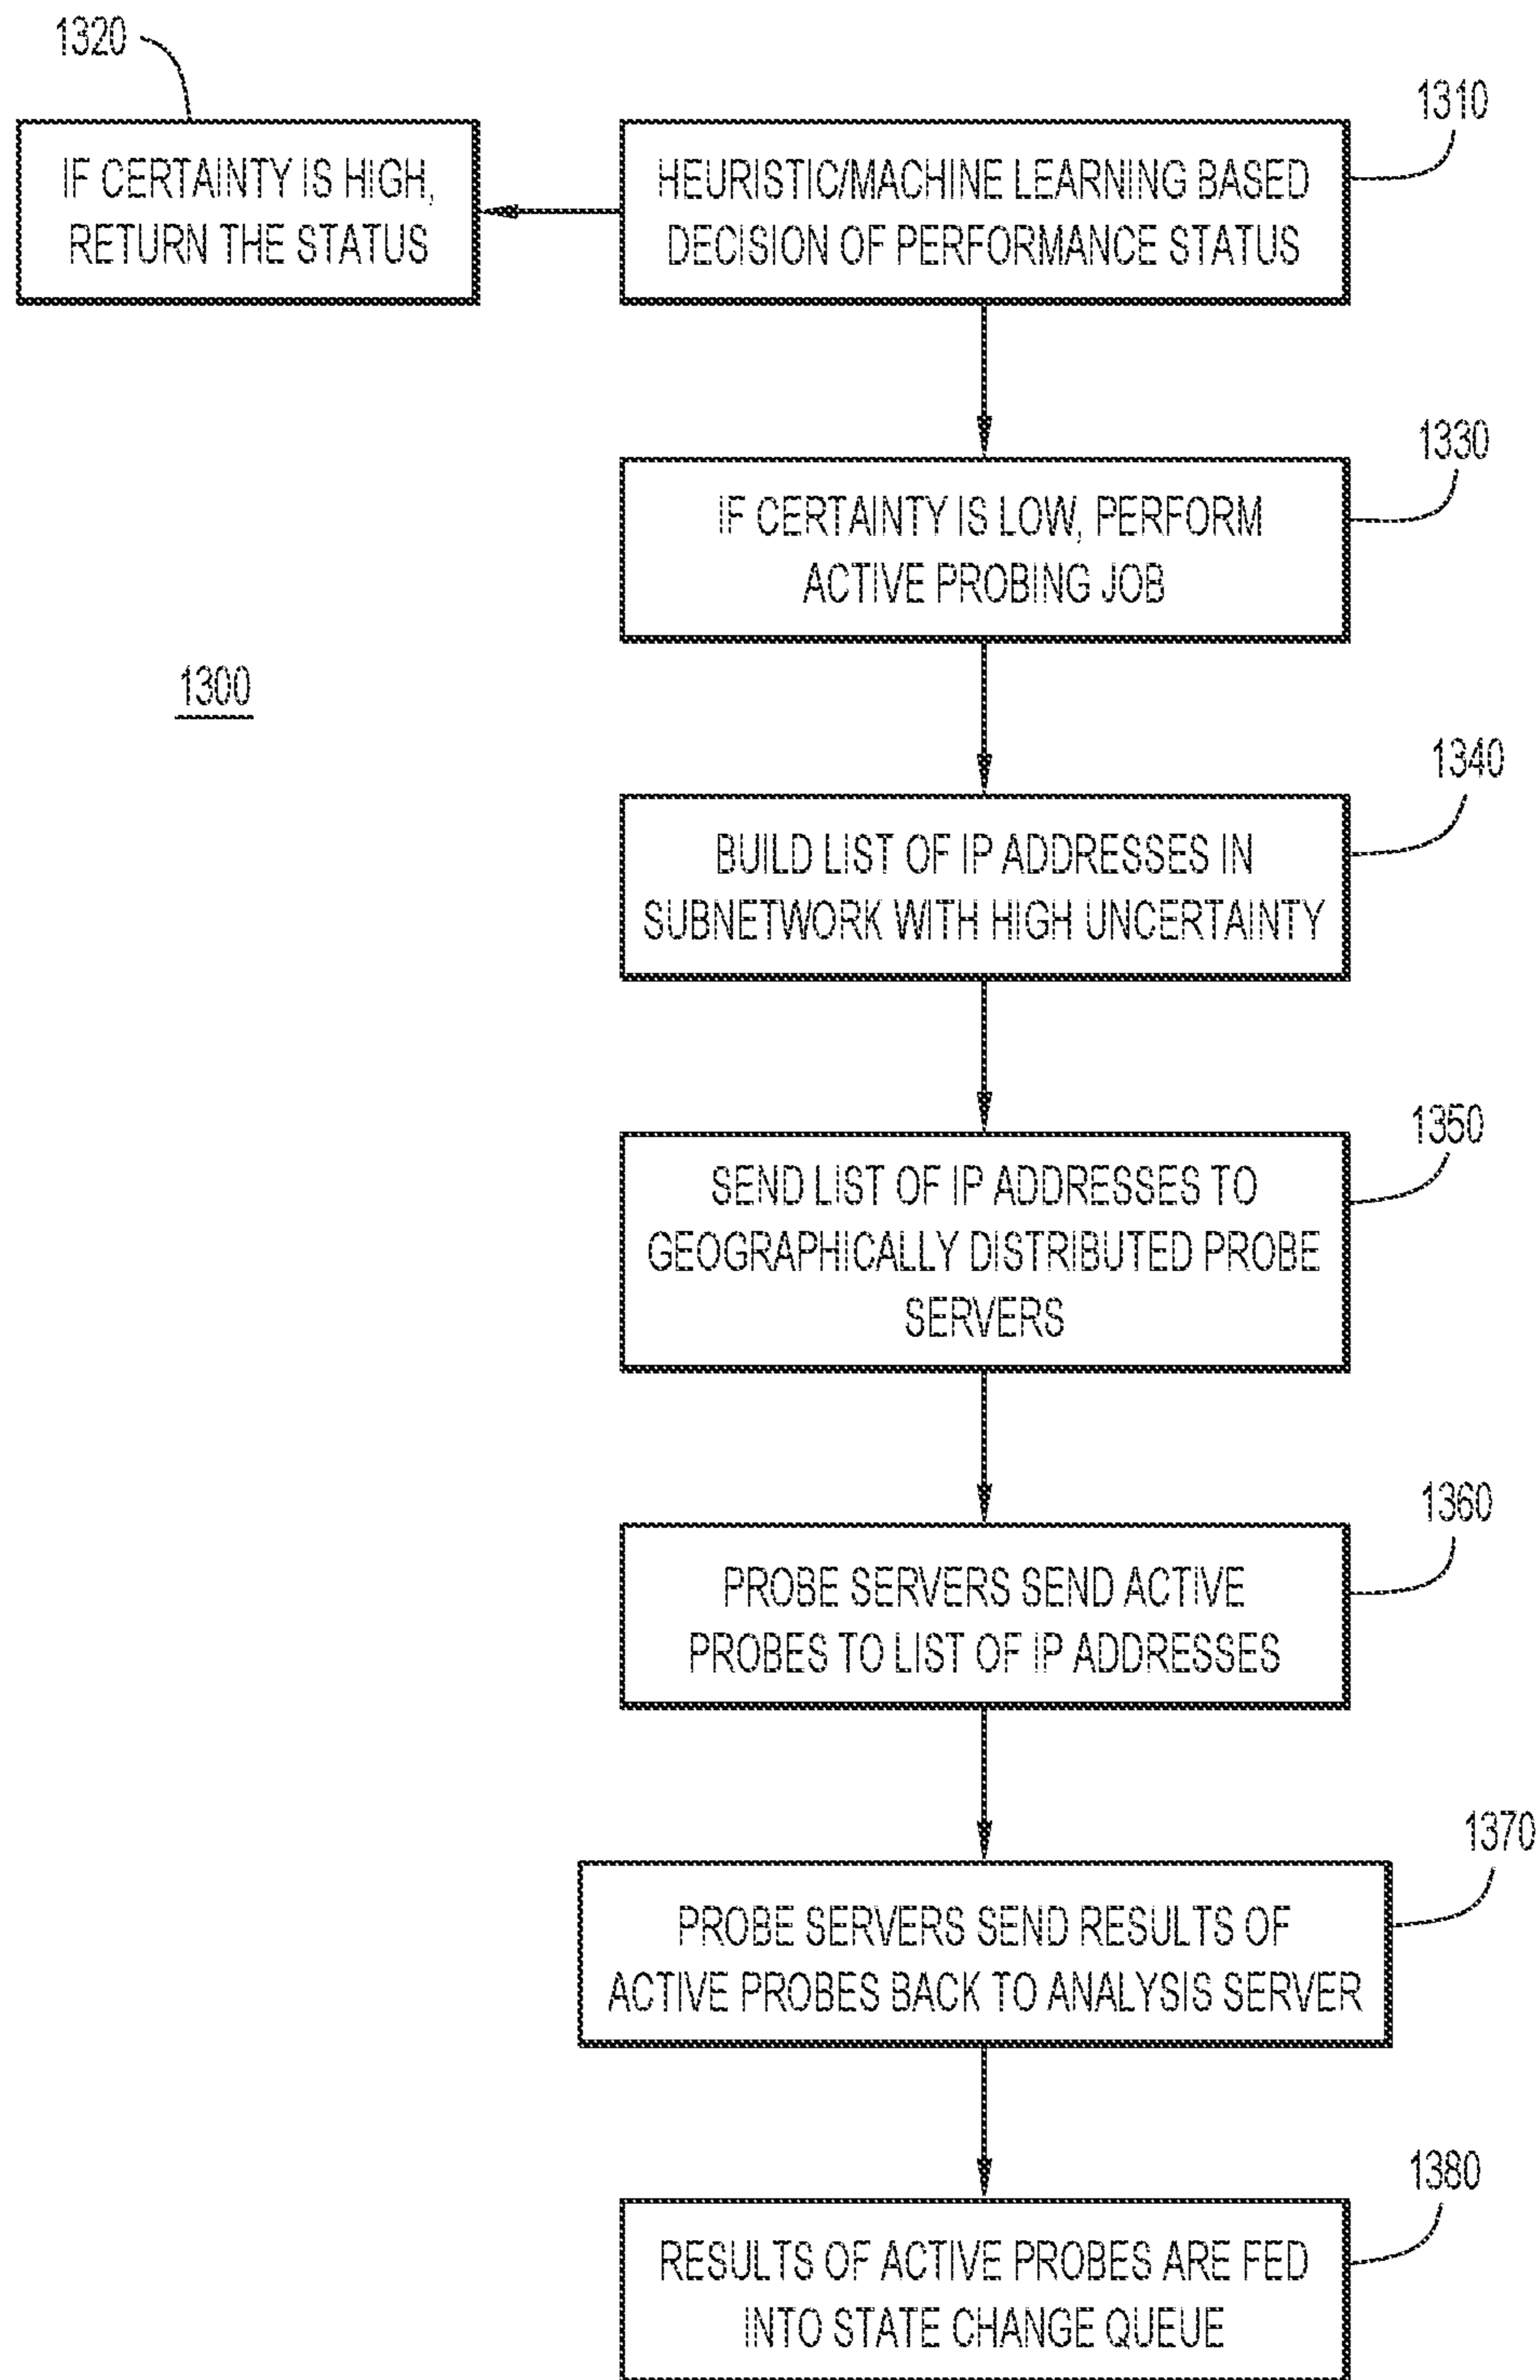 1320
1310
IF CERTAINTY IS HIGH,
RETURN THE STATUS
HEURISTIC/MACHINE LEARNING BASED
DECISION OF PERFORMANCE STATUS
1330
IF CERTAINTY IS LOW, PERFORM
ACTIVE PROBING JOB
1300
1340
BUILD LIST OF IP ADDRESSES IN
SUBNETWORK WITH HIGH UNCERTAINTY
1350
SEND LIST OF IP ADDRESSES TO
GEOGRAPHICALLY DISTRIBUTED PROBE
SERVERS
1360
PROBE SERVERS SEND ACTIVE
PROBES TO LIST OF IP ADDRESSES
1370
PROBE SERVERS SEND RESULTS OF
ACTIVE PROBES BACK TO ANALYSIS SERVER
1380
RESULTS OF ACTIVE PROBES ARE FED
INTO STATE CHANGE QUEUE